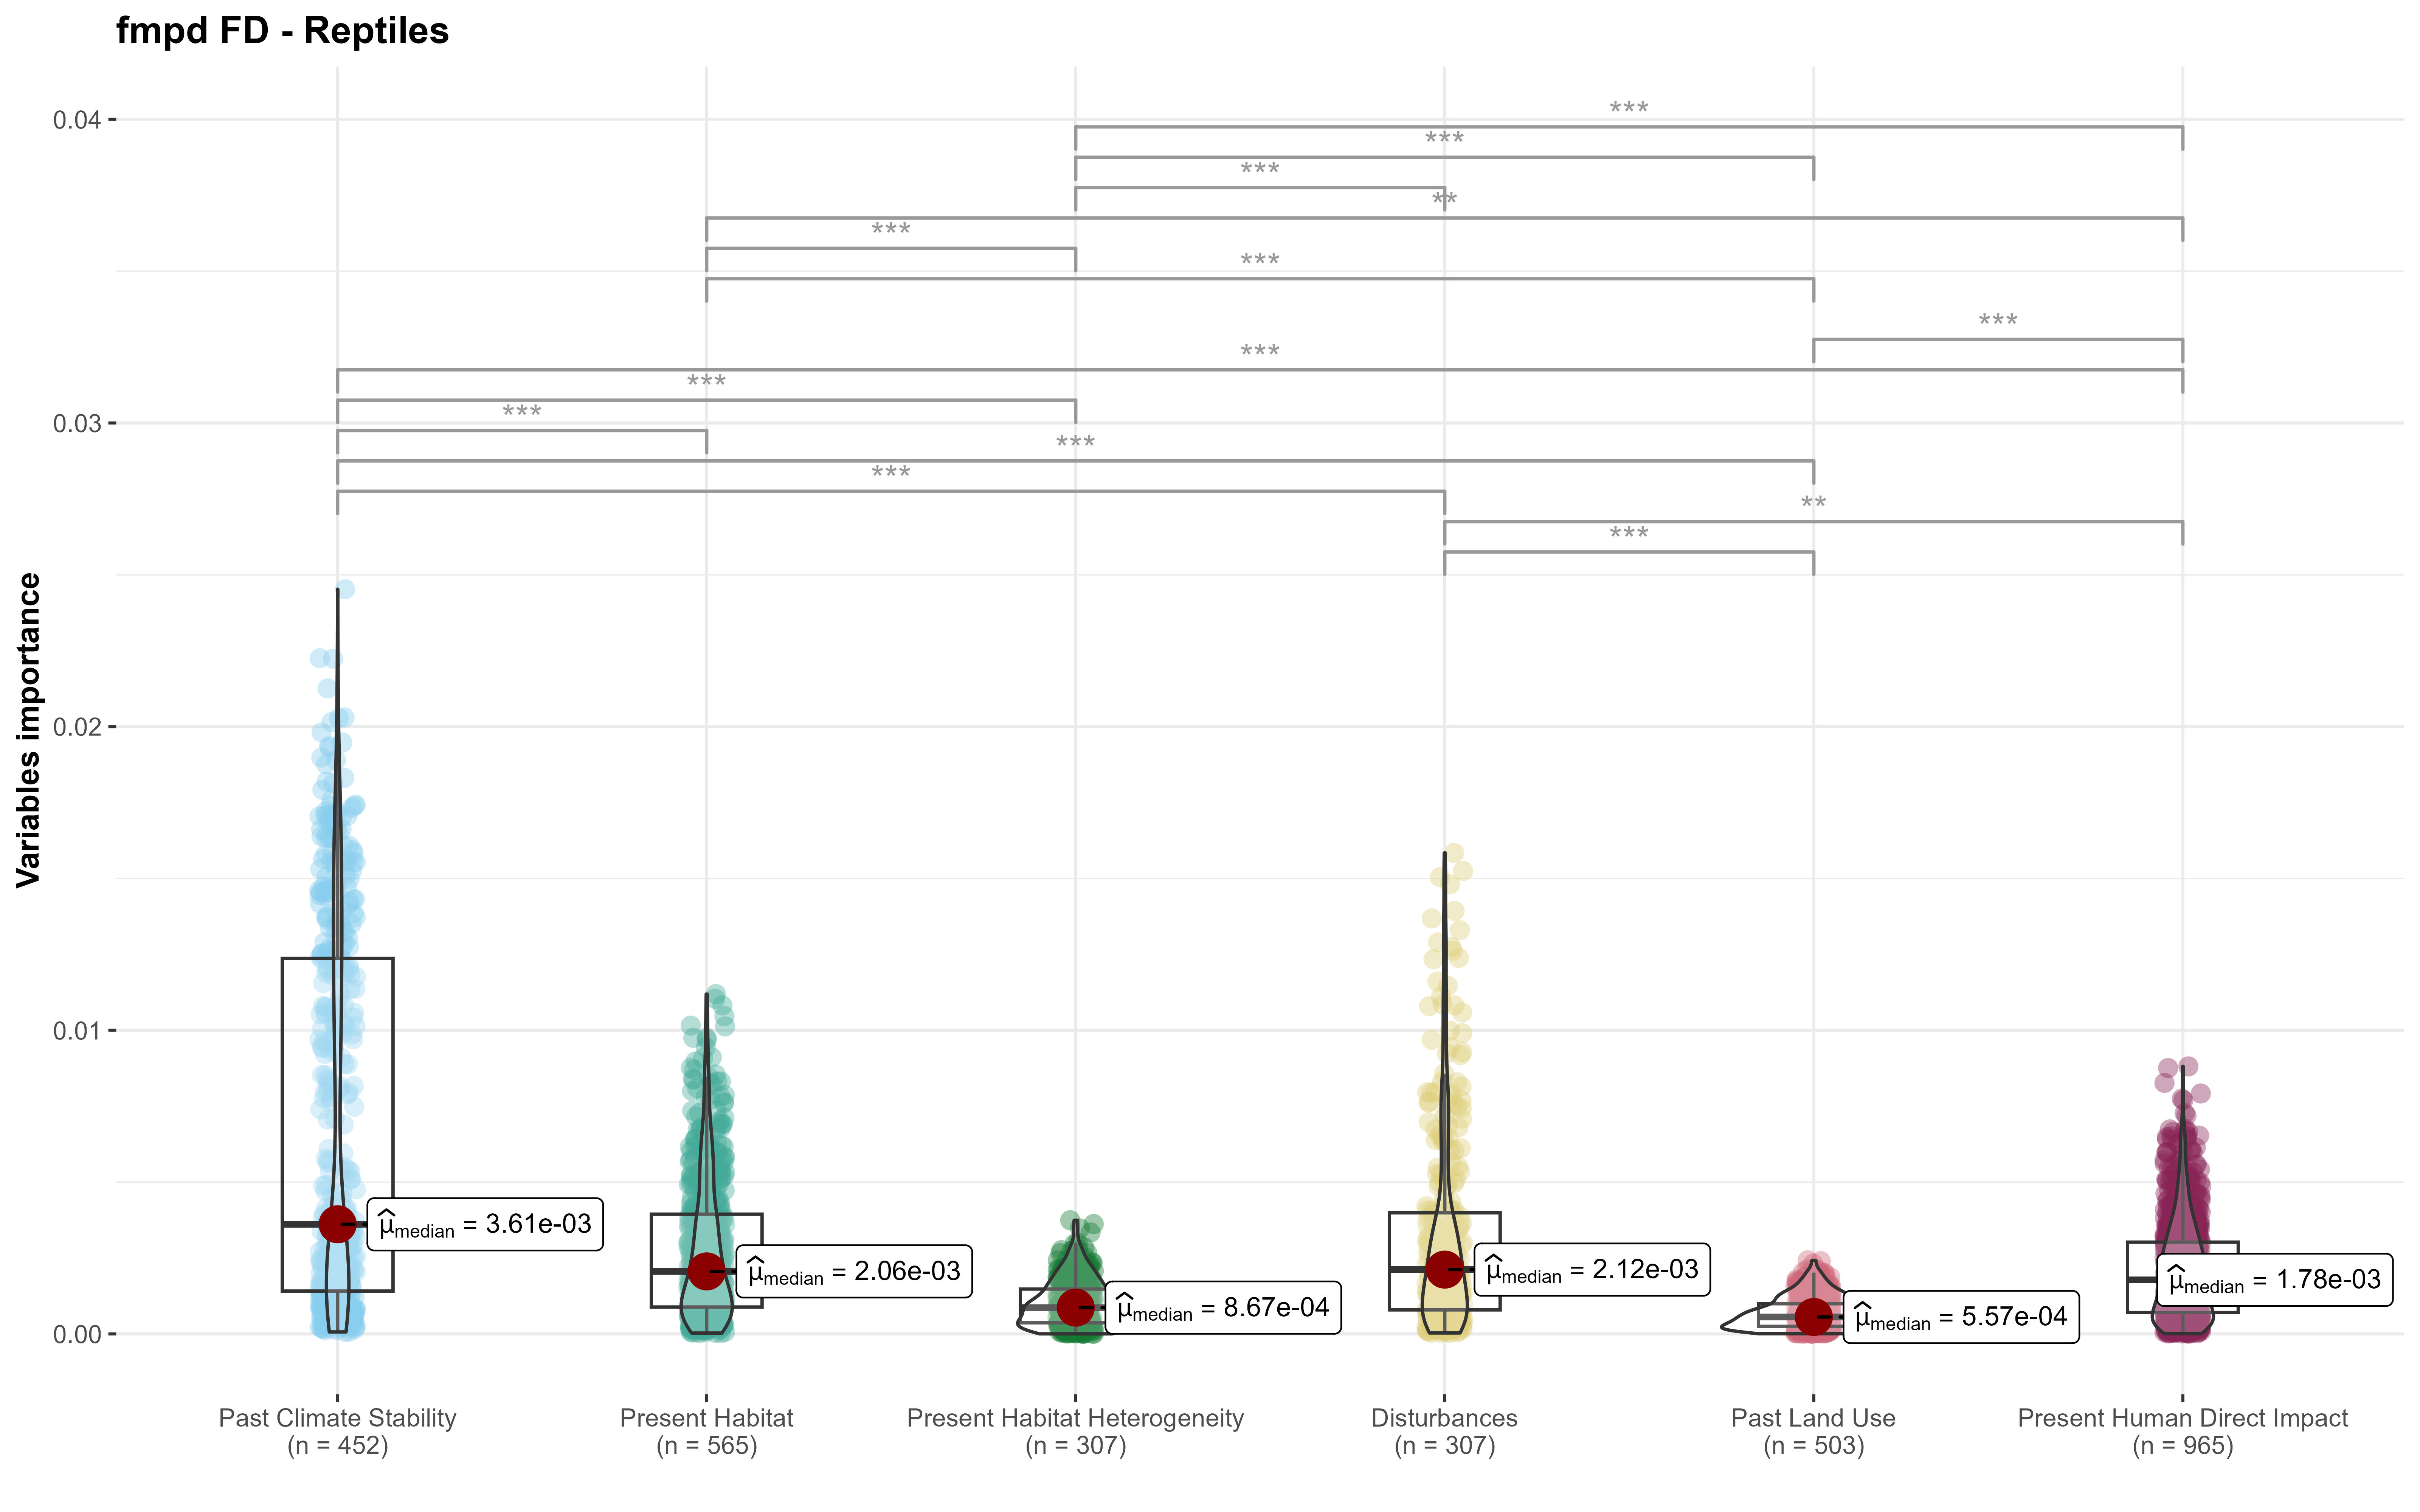 fmpd FD - Reptiles
Variables importance
0.04
0.03
0.02
0.01
0.00
***
***
***
**
***
***
***
***
***
***
***
***
**
***
μ̂median = 3.61e-03
μ̂median = 2.06e-03
μ̂median = 8.67e-04
μ̂median = 2.12e-03
μ̂median = 5.57e-04
μ̂median = 1.78e-03
Past Climate Stability
(n = 452)
Present Habitat
(n = 565)
Present Habitat Heterogeneity
(n = 307)
Disturbances
(n = 307)
Past Land Use
(n = 503)
Present Human Direct Impact
(n = 965)